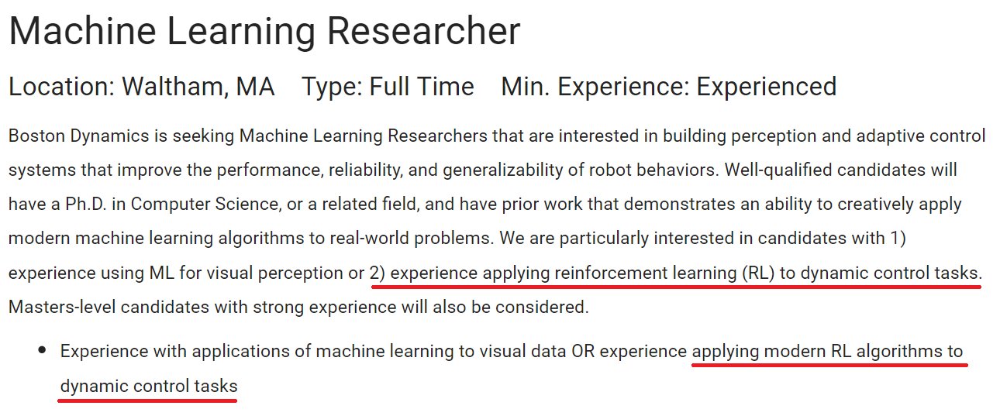 Machine Learning Researcher
Location: Waltham, MA Type: Full Time Min. Experience: Experienced
Boston Dynamics is seeking Machine Learning Researchers that are interested in building perception and adaptive control
systems that improve the performance, reliability, and generalizability of robot behaviors. Well-qualified candidates will
have a Ph.D. in Computer Science, or a related field, and have prior work that demonstrates an ability to creatively apply
modern machine learning algorithms to real-world problems. We are particularly interested in candidates with 1)
experience using ML for visual perception or 2) experience applying reinforcement learning (RL) to dynamic control tasks.
Masters-level candidates with strong experience will also be considered.
• Experience with applications of machine learning to visual data OR experience applying modern RL algorithms to
dynamic control tasks